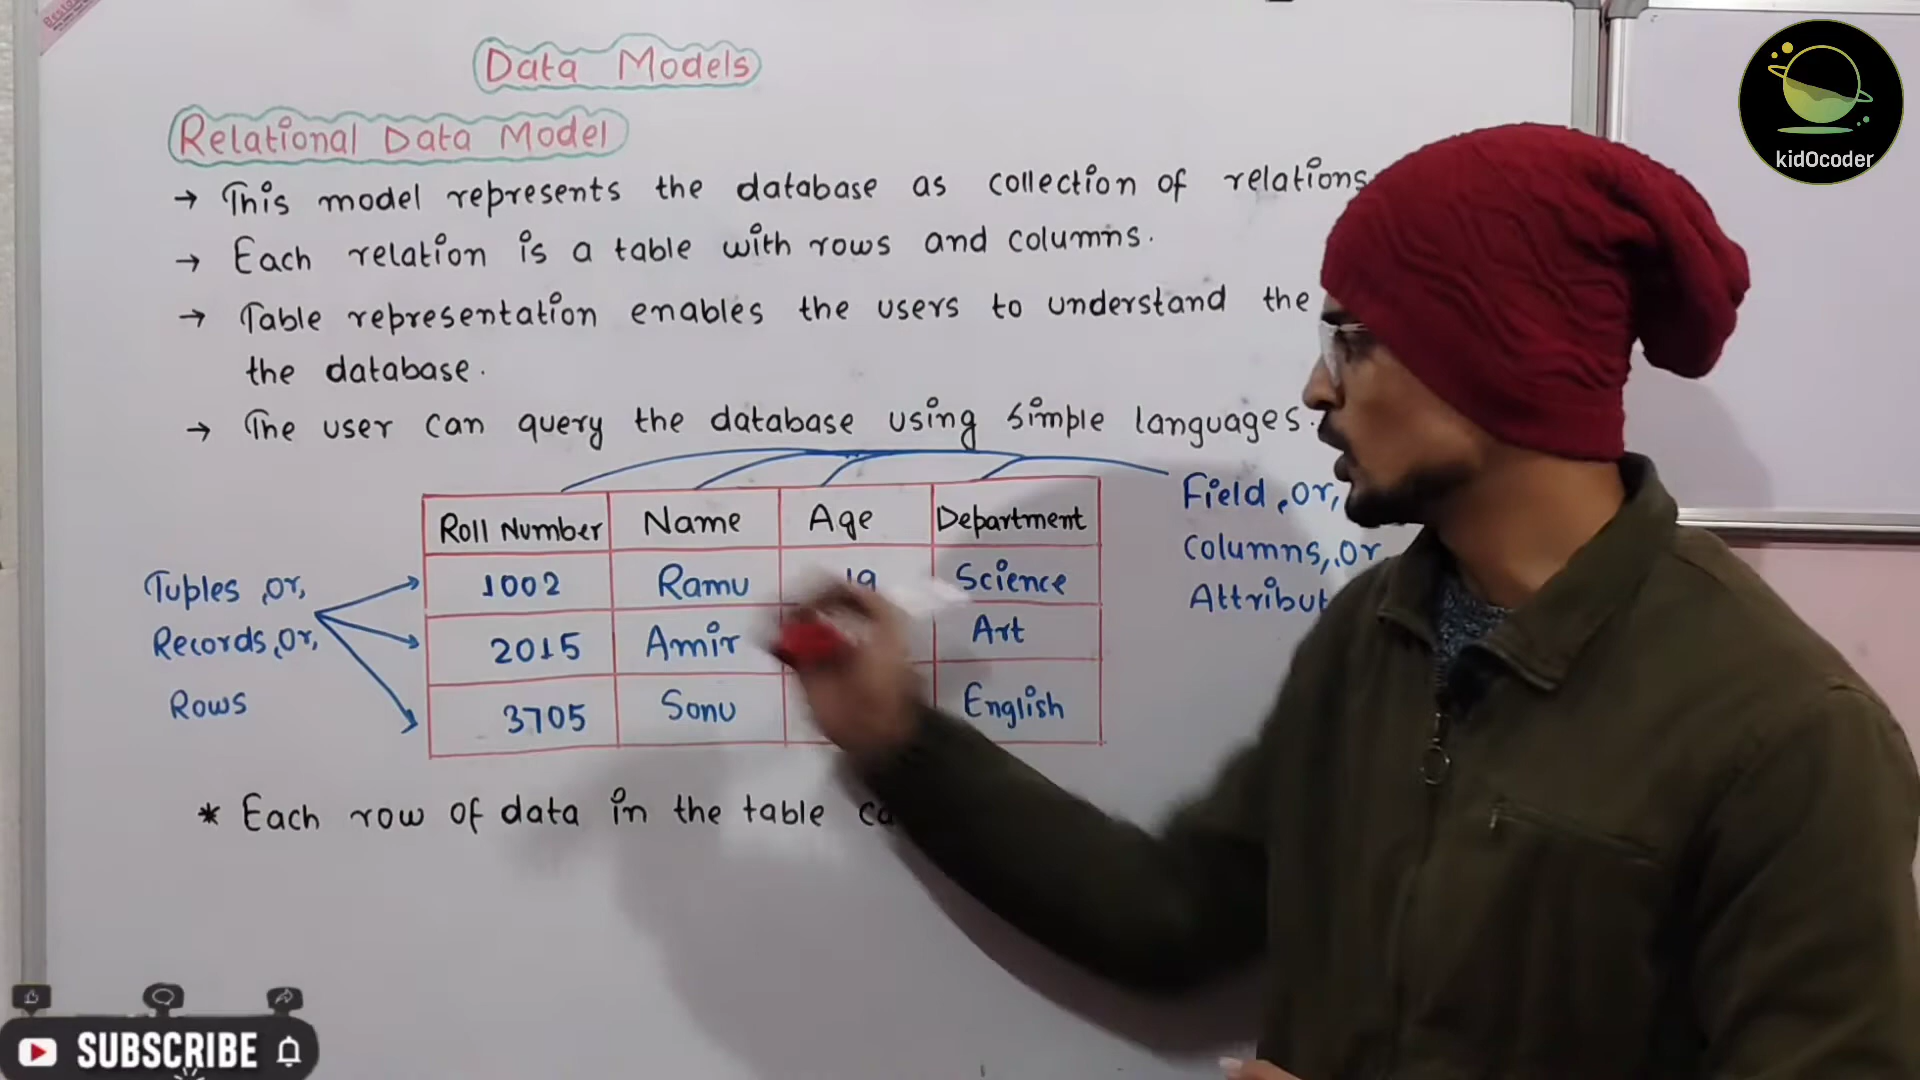 Data Models
kid0coder
Relational Data Model
→ This model represents the database as collection of relations
→ Each relation is a table with rows and columns.
→ Table representation enables the users to understand the
the database.
→ The user can query the database using simple languages.
Roll Number Name Age Department
1002 Ramu 19 Science
2015 Amir Art
3705 Sonu English
Tuples, or,
Records, or,
Rows
Field, or,
Columns, or
* Each row of data in the table
SUBSCRIBE